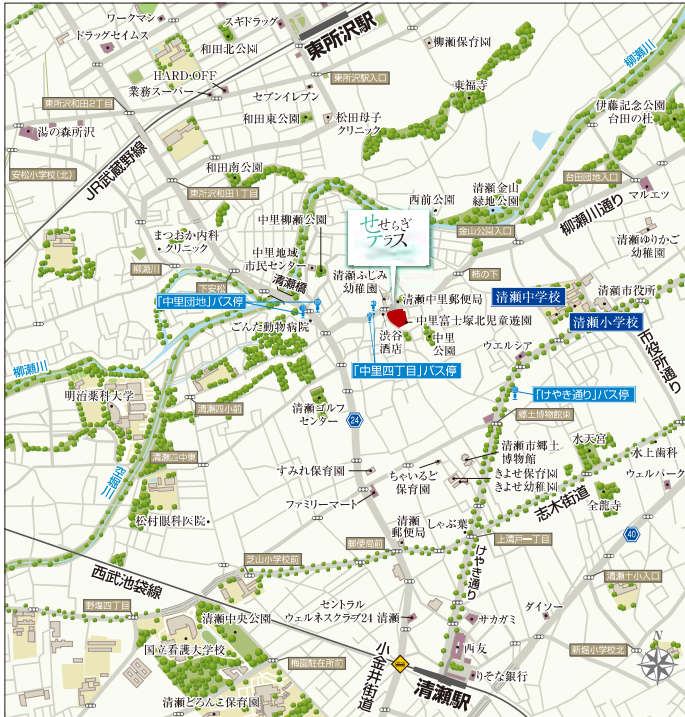 ワークマン
スギドラッグ
ドラッグセイムス
和田北公園
東所沢駅
柳瀬保育園
柳瀬川
HARD・OFF
業務スーパー
東所沢駅入口
セブンイレブン
東福寺
東所沢和田2丁目
和田東公園
松田母子
クリニック
伊藤記念公園
台田の杜
湯の森所沢
JR武蔵野線
安松小学校(北)
和田南公園
台田団地入口
東所沢和田1丁目
清瀬金山
緑地公園
マルエツ
西前公園
柳瀬川通り
中里柳瀬公園
せせらぎ
テラス
金山公園入口
清瀬ゆりかご
幼稚園
まつおか内科
クリニック
中里地域
市民センター
柳瀬川
清瀬橋
清瀬ふじみ
幼稚園
柿の下
下安松
「中里団地」バス停
清瀬中里郵便局
清瀬中学校
清瀬市役所
ごんだ動物病院
中里富士塚北児童遊園
清瀬小学校
渋谷
酒店
中里
公園
市役所通り
ウエルシア
柳瀬川
「中里四丁目」バス停
「けやき通り」バス停
明治薬科大学
清瀬四小前
清瀬ゴルフ
センター
24
郷土博物館東
清瀬二中東
清瀬市郷土
博物館
水天宮
水上歯科
空堀川
すみれ保育園
ちゃいるど
保育園
きよせ保育園
きよせ幼稚園
ウェルパーク
ファミリーマート
志木街道
全龍寺
松村眼科医院
清瀬
郵便局
しゃぶ葉
上清戸一丁目
40
郵便局前
芝山小学校前
けやき通り
西武池袋線
清瀬十小入口
野塩四丁目
セントラル
ウェルネスクラブ24 清瀬
ダイソー
清瀬中央公園
サカガミ
国立看護大学校
小金井街道
西友
新堀小学校北
N
梅園駐在所前
清瀬駅
りそな銀行
清瀬どろんこ保育園